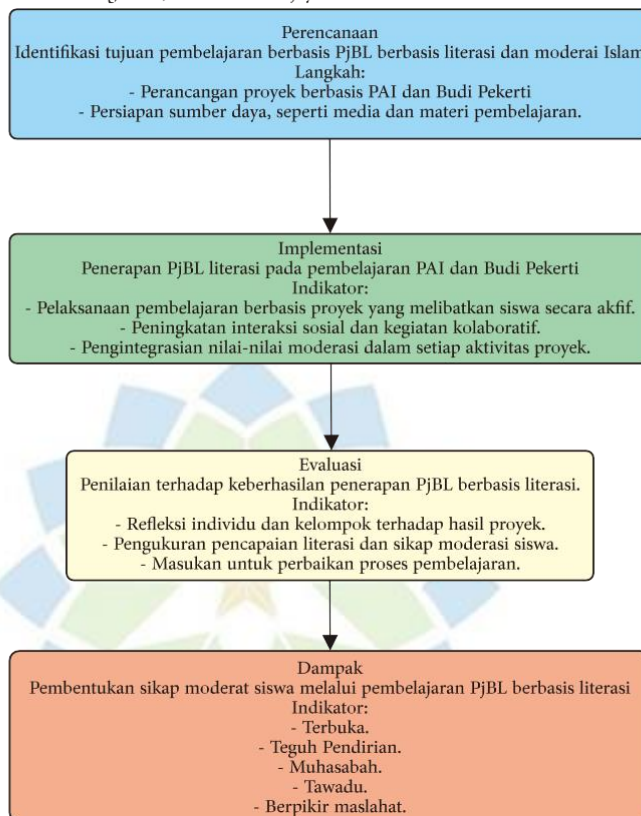 Perencanaan
Identifikasi tujuan pembelajaran berbasis PjBL berbasis literasi dan moderai Islam
Langkah:
- Perancangan proyek berbasis PAI dan Budi Pekerti
- Persiapan sumber daya, seperti media dan materi pembelajaran.
Implementasi
Penerapan PjBL literasi pada pembelajaran PAI dan Budi Pekerti
Indikator:
- Pelaksanaan pembelajaran berbasis proyek yang melibatkan siswa secara akfif.
- Peningkatan interaksi sosial dan kegiatan kolaboratif.
- Pengintegrasian nilai-nilai moderasi dalam setiap aktivitas proyek.
Evaluasi
Penilaian terhadap keberhasilan penerapan PjBL berbasis literasi.
Indikator:
- Refleksi individu dan kelompok terhadap hasil proyek.
- Pengukuran pencapaian literasi dan sikap moderasi siswa.
- Masukan untuk perbaikan proses pembelajaran.
Dampak
Pembentukan sikap moderat siswa melalui pembelajaran PjBL berbasis literasi
Indikator:
- Terbuka.
- Teguh Pendirian.
- Muhasabah.
- Tawadu.
- Berpikir maslahat.